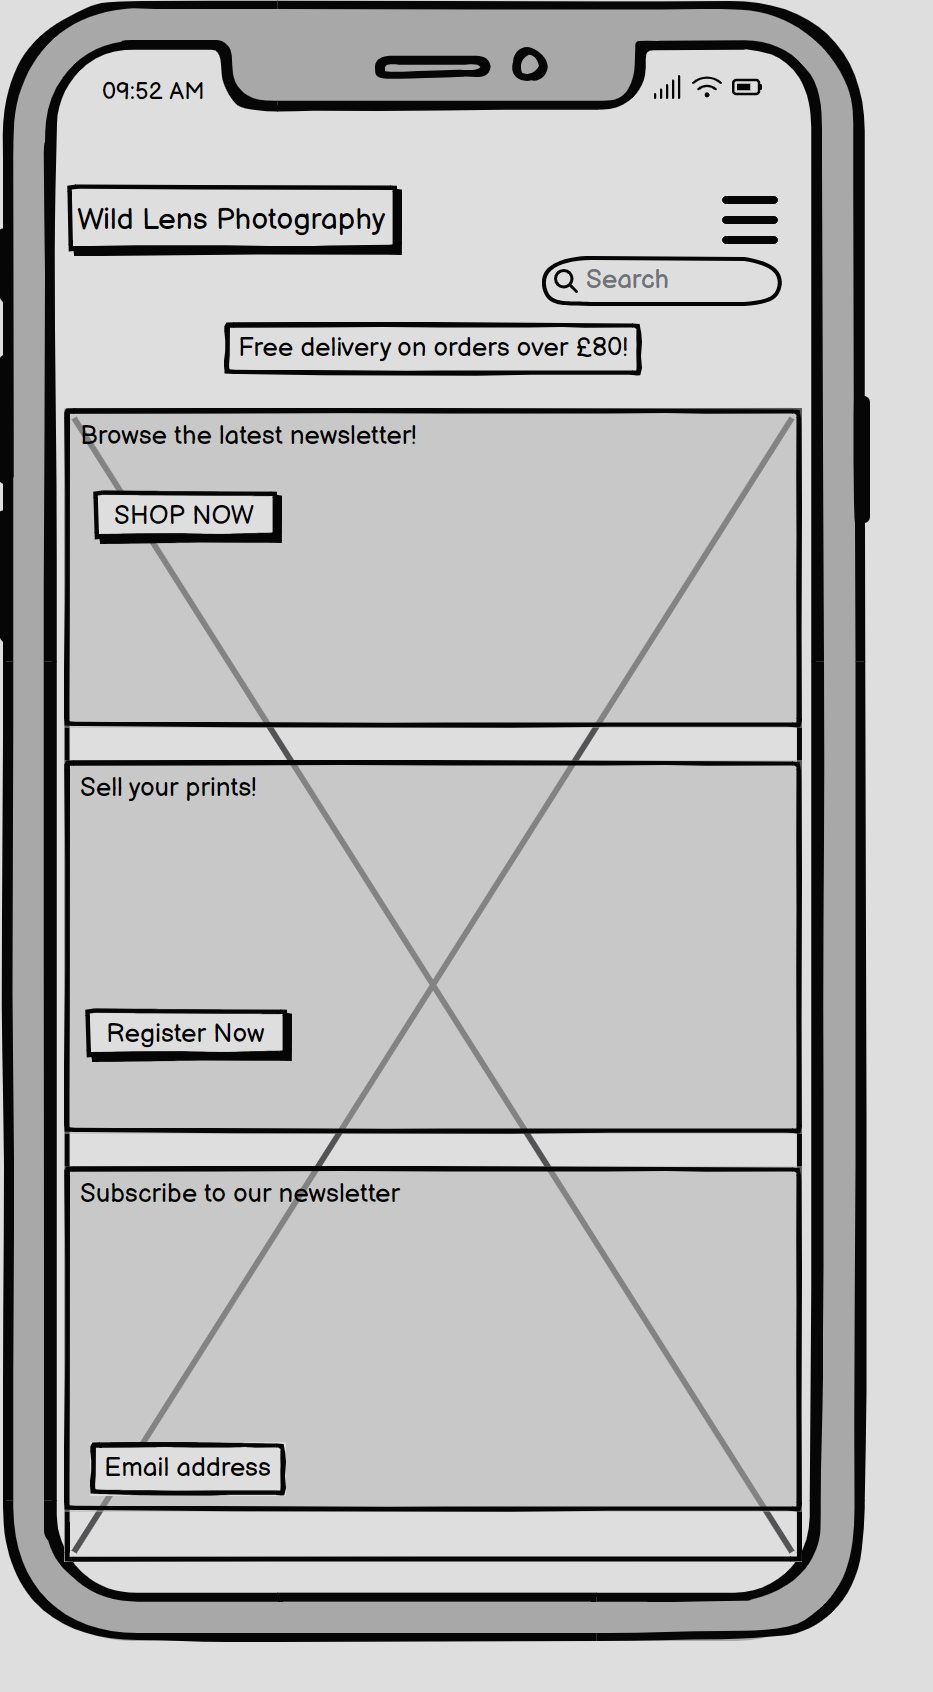 09:52 AM
Wild Lens Photography
Search
Free delivery on orders over £80!
Browse the latest newsletter!
SHOP NOW
Sell your prints!
Register Now
Subscribe to our newsletter
Email address